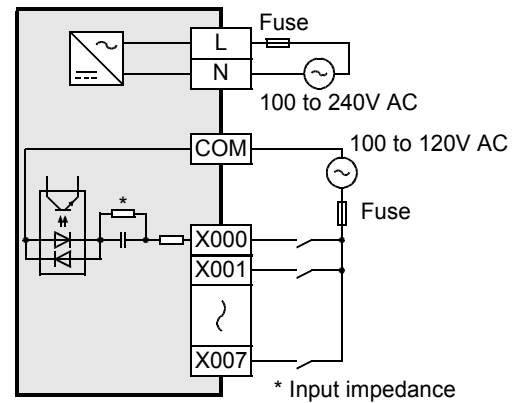 L
Fuse
N
100 to 240V AC
COM
100 to 120V AC
*
Fuse
X000
X001
X007
* Input impedance